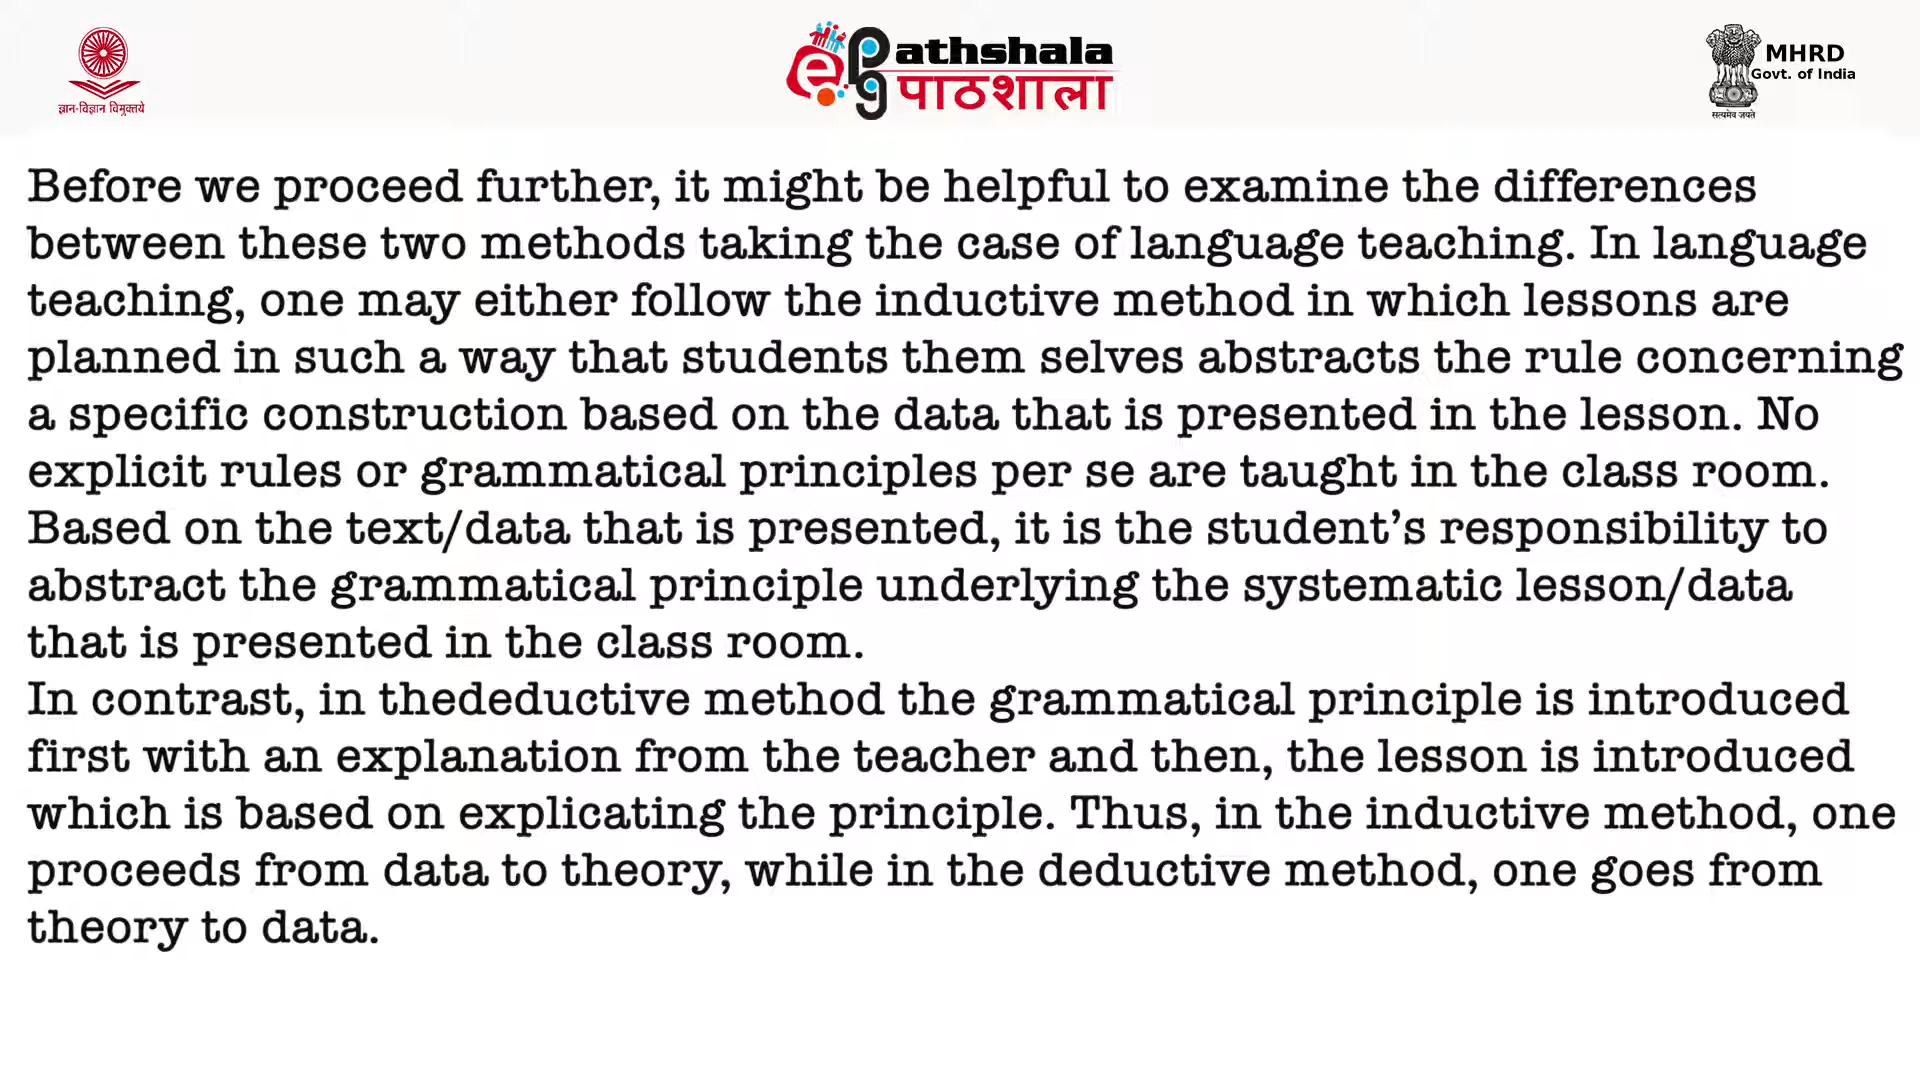 ज्ञान-विज्ञान विमुक्तये
e
pg
athshala
पाठशाला
MHRD
Govt. of India
सत्यमेव जयते
Before we proceed further, it might be helpful to examine the differences
between these two methods taking the case of language teaching. In language
teaching, one may either follow the inductive method in which lessons are
planned in such a way that students them selves abstracts the rule concerning
a specific construction based on the data that is presented in the lesson. No
explicit rules or grammatical principles per se are taught in the class room.
Based on the text/data that is presented, it is the student’s responsibility to
abstract the grammatical principle underlying the systematic lesson/data
that is presented in the class room.
In contrast, in thedeductive method the grammatical principle is introduced
first with an explanation from the teacher and then, the lesson is introduced
which is based on explicating the principle. Thus, in the inductive method, one
proceeds from data to theory, while in the deductive method, one goes from
theory to data.